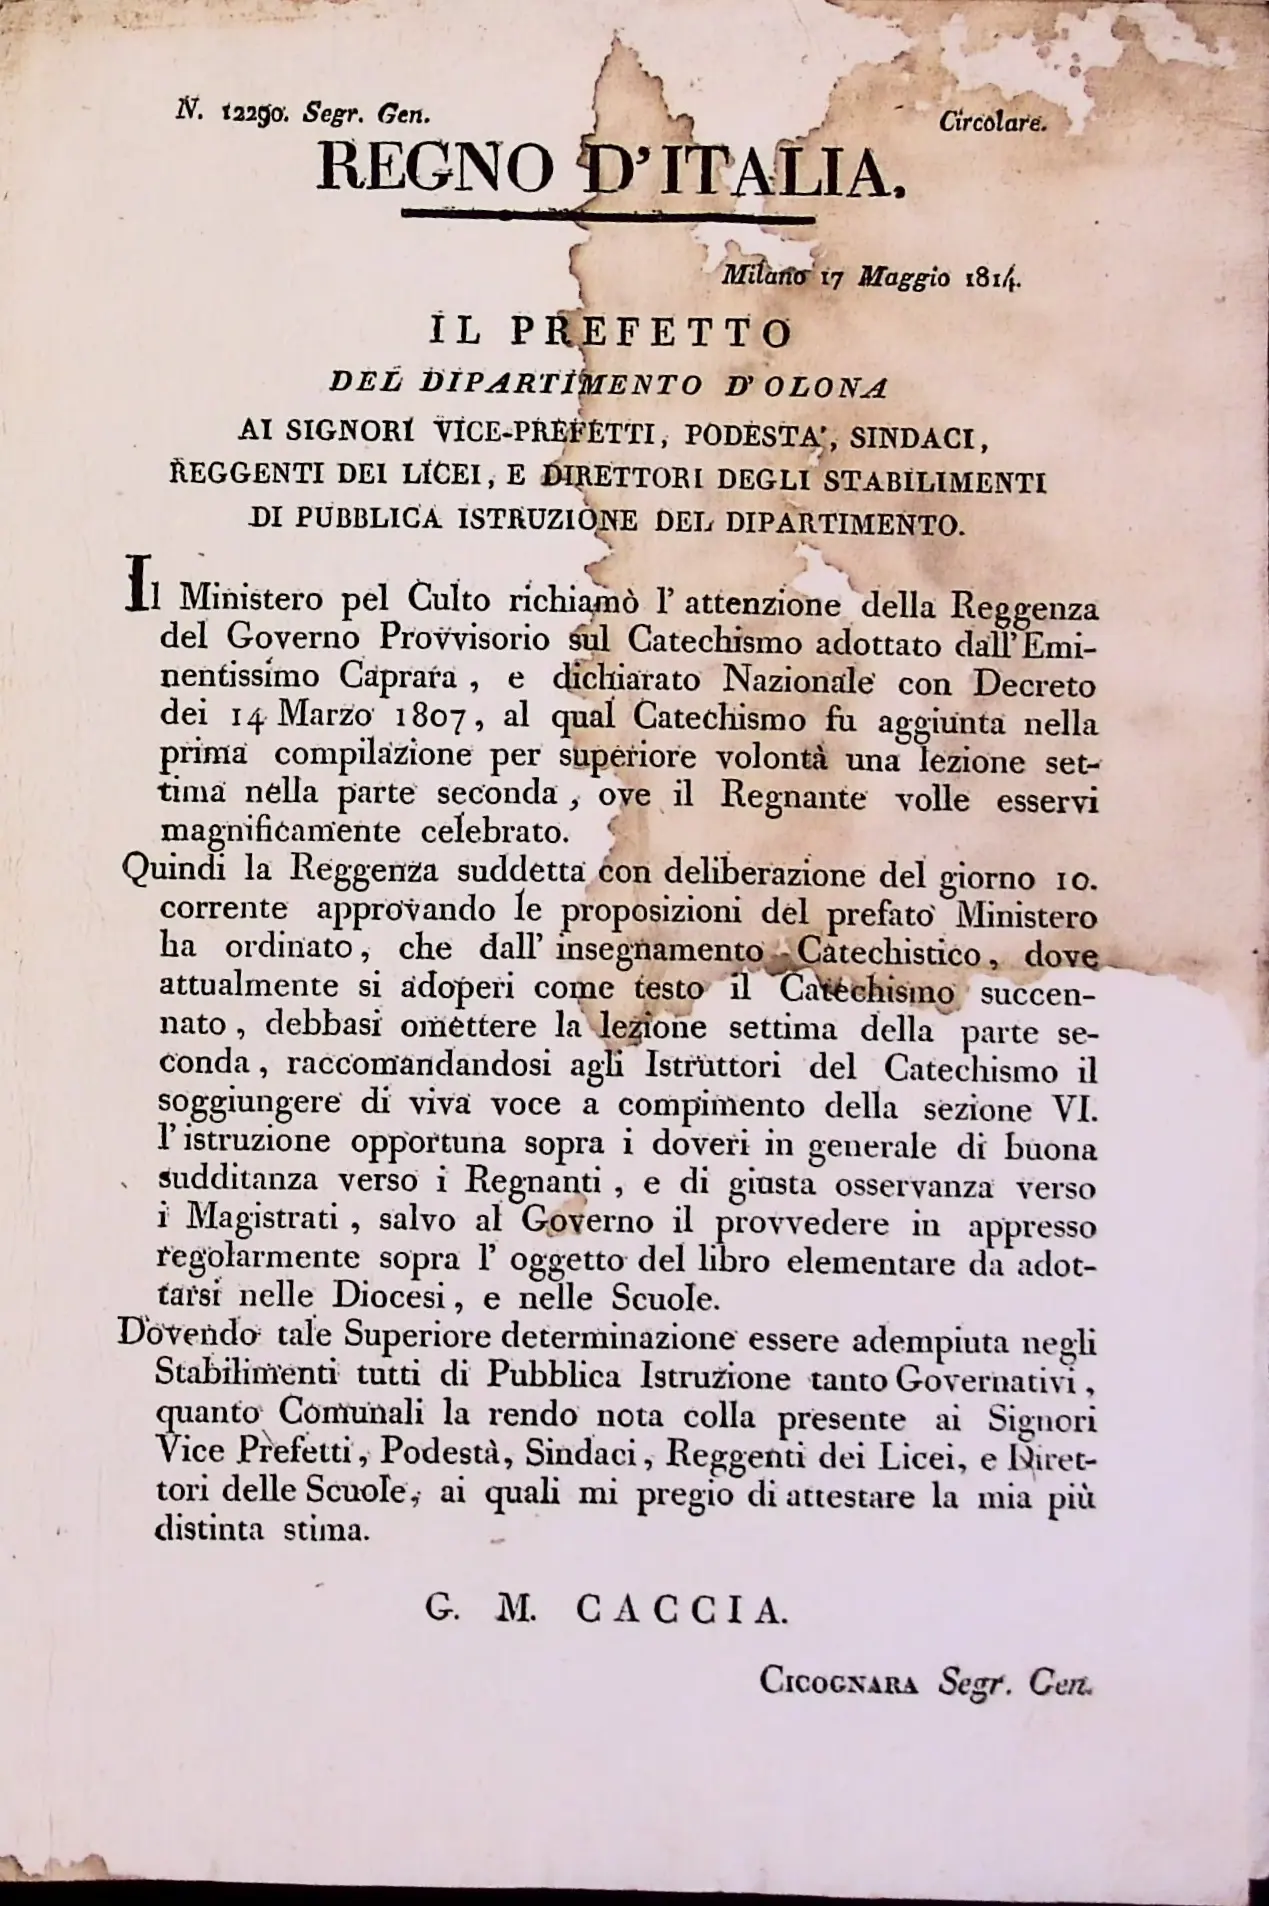 N. 12290. Segr. Gen.
Circolare.
REGNO D'ITALIA.
Milano 17 Maggio 1814.
IL PREFETTO
DEL DIPARTIMENTO D'OLONA
AI SIGNORI VICE-PREFETTI, PODESTA', SINDACI,
REGGENTI DEI LICEI, E DIRETTORI DEGLI STABILIMENTI
DI PUBBLICA ISTRUZIONE DEL DIPARTIMENTO.
Il Ministero pel Culto richiamò l'attenzione della Reggenza
del Governo Provvisorio sul Catechismo adottato dall'Emi-
nentissimo Caprara, e dichiarato Nazionale con Decreto
dei 14 Marzo 1807, al qual Catechismo fu aggiunta nella
prima compilazione per superiore volontà una lezione set-
tima nella parte seconda, ove il Regnante volle esservi
magnificamente celebrato.
Quindi la Reggenza suddetta con deliberazione del giorno 10.
corrente approvando le proposizioni del prefato Ministero
ha ordinato, che dall'insegnamento Catechistico, dove
attualmente si adoperi come testo il Catechismo succen-
nato, debbasi omettere la lezione settima della parte se-
conda, raccomandandosi agli Istruttori del Catechismo il
soggiungere di viva voce a compimento della sezione VI.
l'istruzione opportuna sopra i doveri in generale di buona
sudditanza verso i Regnanti, e di giusta osservanza verso
i Magistrati, salvo al Governo il provvedere in appresso
regolarmente sopra l'oggetto del libro elementare da adot-
tarsi nelle Diocesi, e nelle Scuole.
Dovendo tale Superiore determinazione essere adempiuta negli
Stabilimenti tutti di Pubblica Istruzione tanto Governativi,
quanto Comunali la rendo nota colla presente ai Signori
Vice Prefetti, Podestà, Sindaci, Reggenti dei Licei, e Diret-
tori delle Scuole, ai quali mi pregio di attestare la mia più
distinta stima.
G. M. CACCIA.
CICOGNARA Segr. Gen.